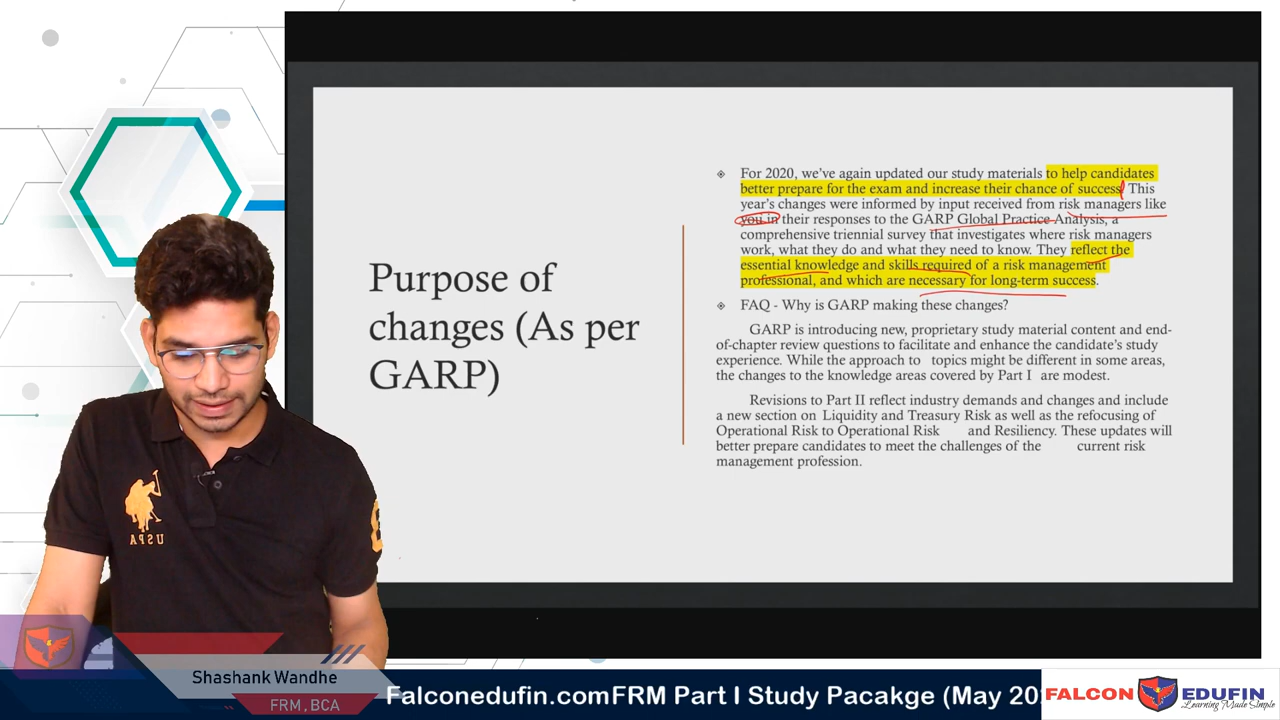 Purpose of
changes (As per
GARP)
For 2020, we've again updated our study materials to help candidates
better prepare for the exam and increase their chance of success. This
year's changes were informed by input received from risk managers like
you in their responses to the GARP Global Practice Analysis, a
comprehensive triennial survey that investigates where risk managers
work, what they do and what they need to know. They reflect the
essential knowledge and skills required of a risk management
professional, and which are necessary for long-term success.
FAQ - Why is GARP making these changes?
GARP is introducing new, proprietary study material content and end-
of-chapter review questions to facilitate and enhance the candidate's study
experience. While the approach to topics might be different in some areas,
the changes to the knowledge areas covered by Part I are modest.
Revisions to Part II reflect industry demands and changes and include
a new section on Liquidity and Treasury Risk as well as the refocusing of
Operational Risk to Operational Risk and Resiliency. These updates will
better prepare candidates to meet the challenges of the current risk
management profession.
USPA
Shashank Wandhe
FRM, BCA
Falconedufin.comFRM Part I Study Pacakge (May 20
FALCON EDUFIN
Learning Made Simple